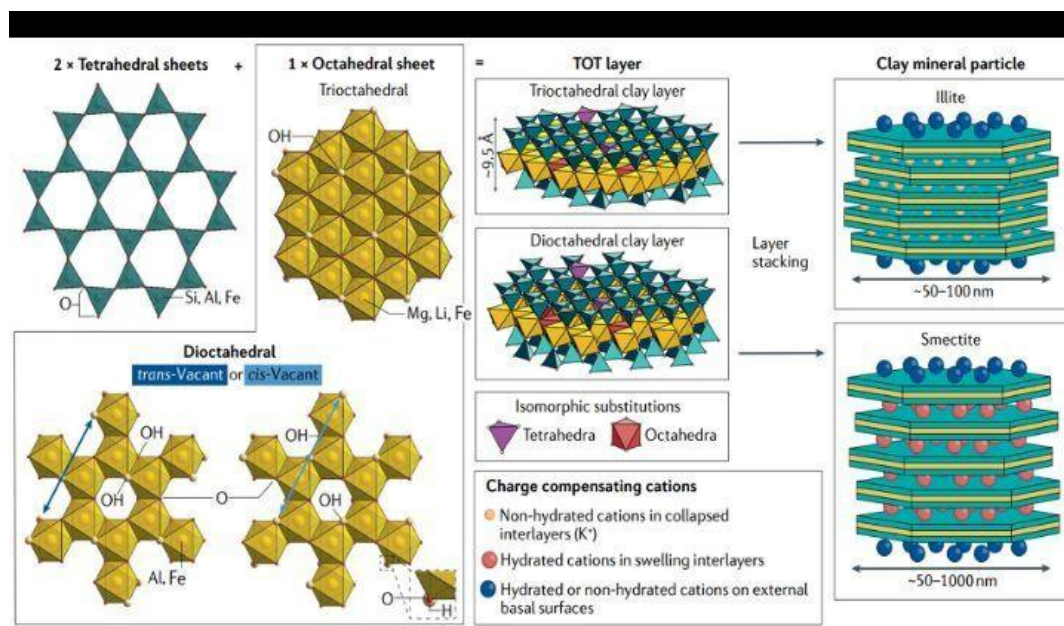 2 × Tetrahedral sheets + 1 × Octahedral sheet = TOT layer Clay mineral particle
Trioctahedral
OH
Mg, Li, Fe
O
Si, Al, Fe
Dioctahedral
trans-Vacant or cis-Vacant
OH
OH
O
OH
OH
Al, Fe
O
H
Trioctahedral clay layer
~9.5 Å
Dioctahedral clay layer
Layer
stacking
Isomorphic substitutions
Tetrahedra Octahedra
Charge compensating cations
Non-hydrated cations in collapsed
interlayers (K⁺)
Hydrated cations in swelling interlayers
Hydrated or non-hydrated cations on external
basal surfaces
Illite
~50–100 nm
Smectite
~50–1000 nm